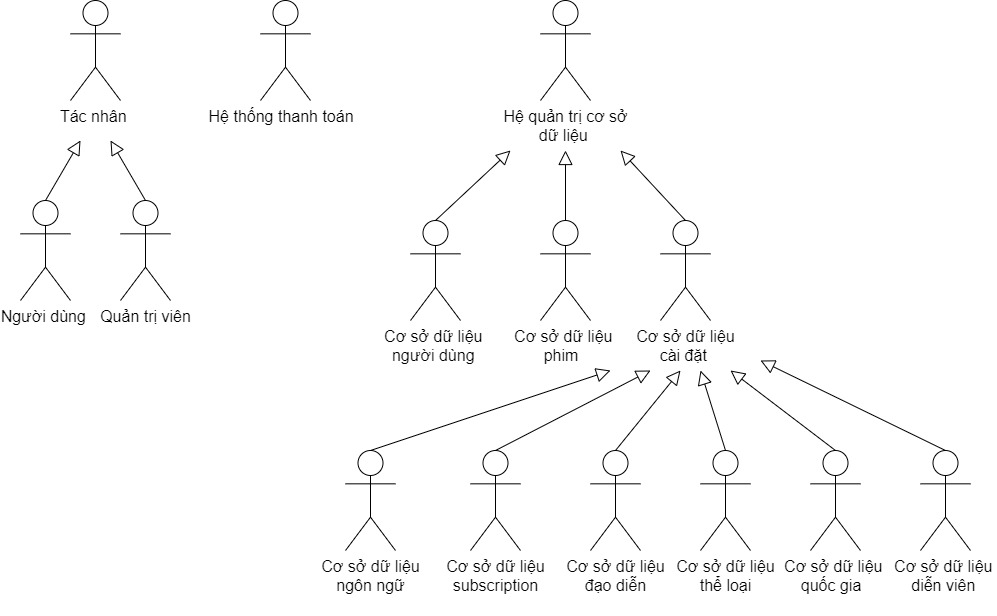 Tác nhân
Hệ thống thanh toán
Hệ quản trị cơ sở
dữ liệu
Người dùng
Quản trị viên
Cơ sở dữ liệu
người dùng
Cơ sở dữ liệu
phim
Cơ sở dữ liệu
cài đặt
Cơ sở dữ liệu
ngôn ngữ
Cơ sở dữ liệu
subscription
Cơ sở dữ liệu
đạo diễn
Cơ sở dữ liệu
thể loại
Cơ sở dữ liệu
quốc gia
Cơ sở dữ liệu
diễn viên